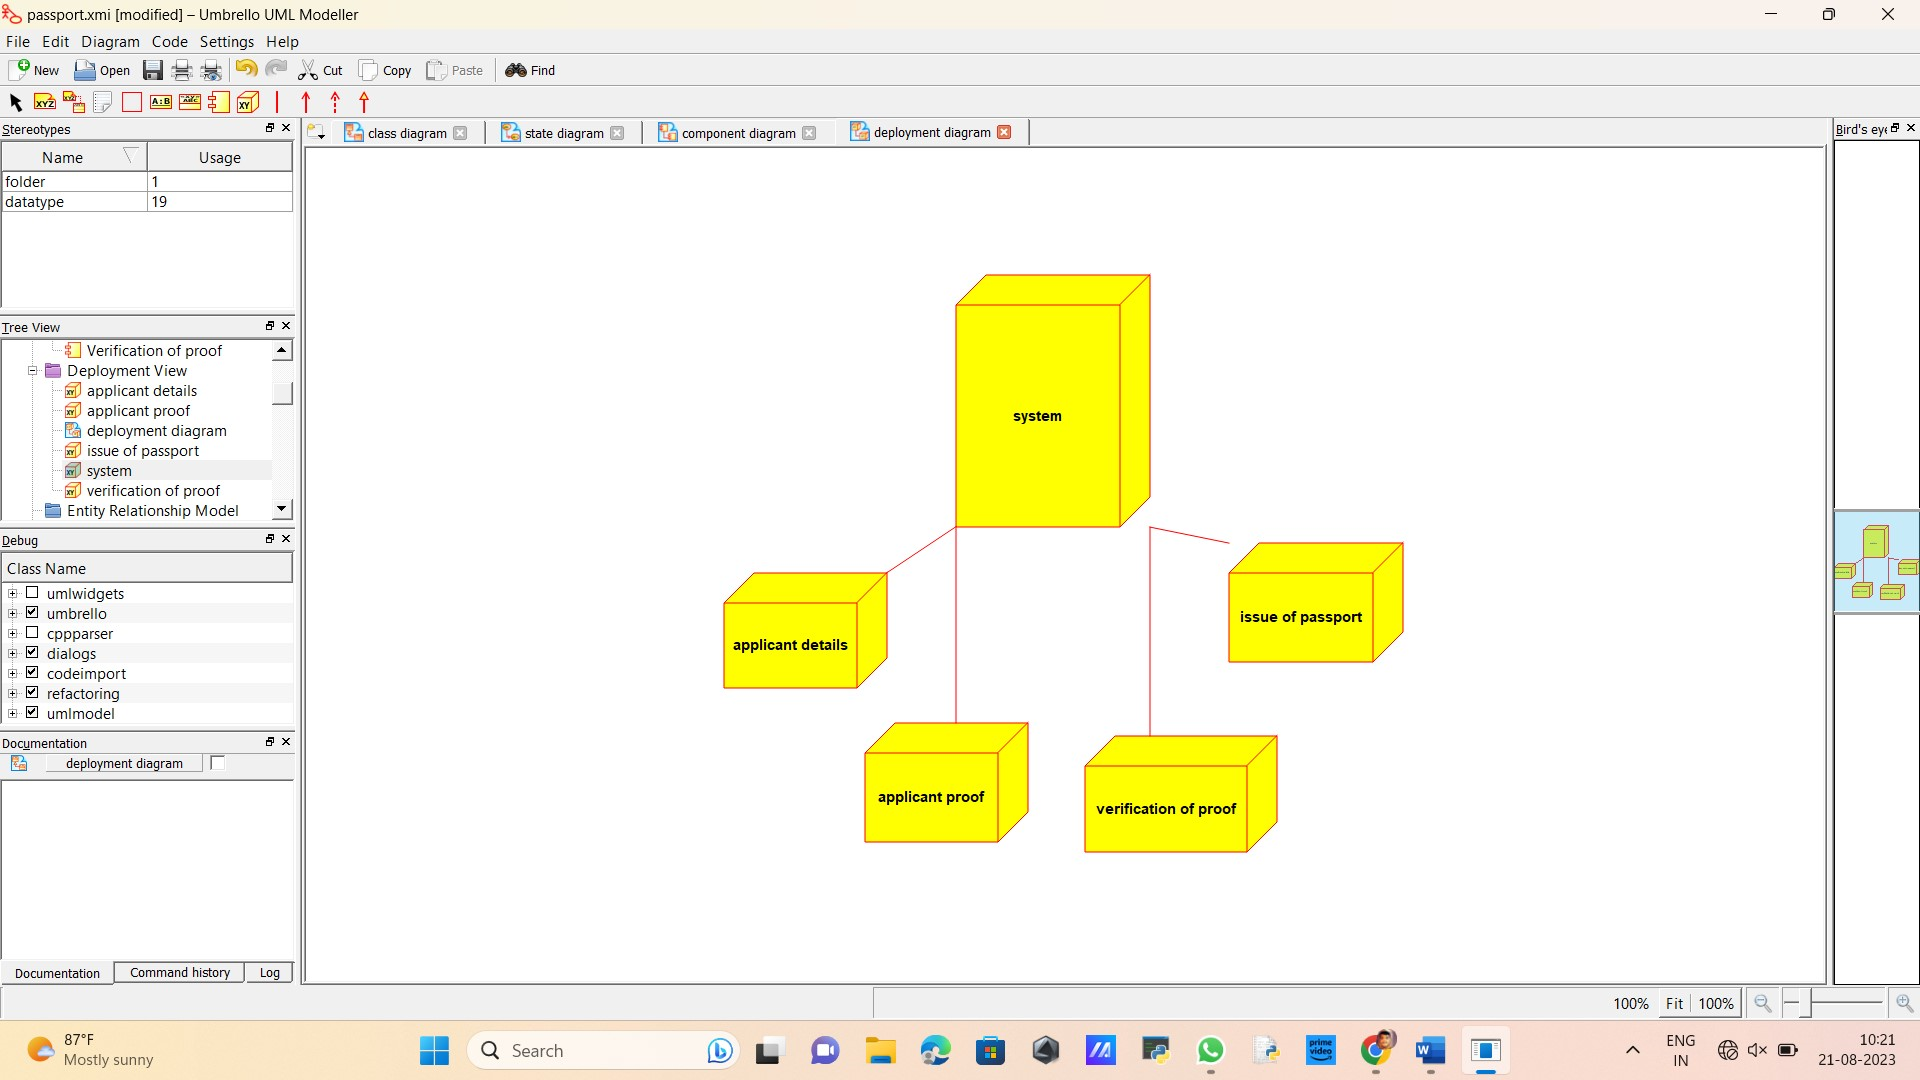 passport.xmi [modified] – Umbrello UML Modeller
File Edit Diagram Code Settings Help
New Open Cut Copy Paste Find
XYZ A:B ABC XY
Stereotypes
Name Usage
folder 1
datatype 19
Tree View
Verification of proof
Deployment View
applicant details
applicant proof
deployment diagram
issue of passport
system
verification of proof
Entity Relationship Model
Debug
Class Name
umlwidgets
umbrello
cppparser
dialogs
codeimport
refactoring
umlmodel
Documentation
deployment diagram
Documentation Command history Log
class diagram state diagram component diagram deployment diagram
system
applicant details
issue of passport
applicant proof
verification of proof
Bird's eye
100% Fit 100%
87°F
Mostly sunny
Search
prime
video
W
ENG
IN
10:21
21-08-2023